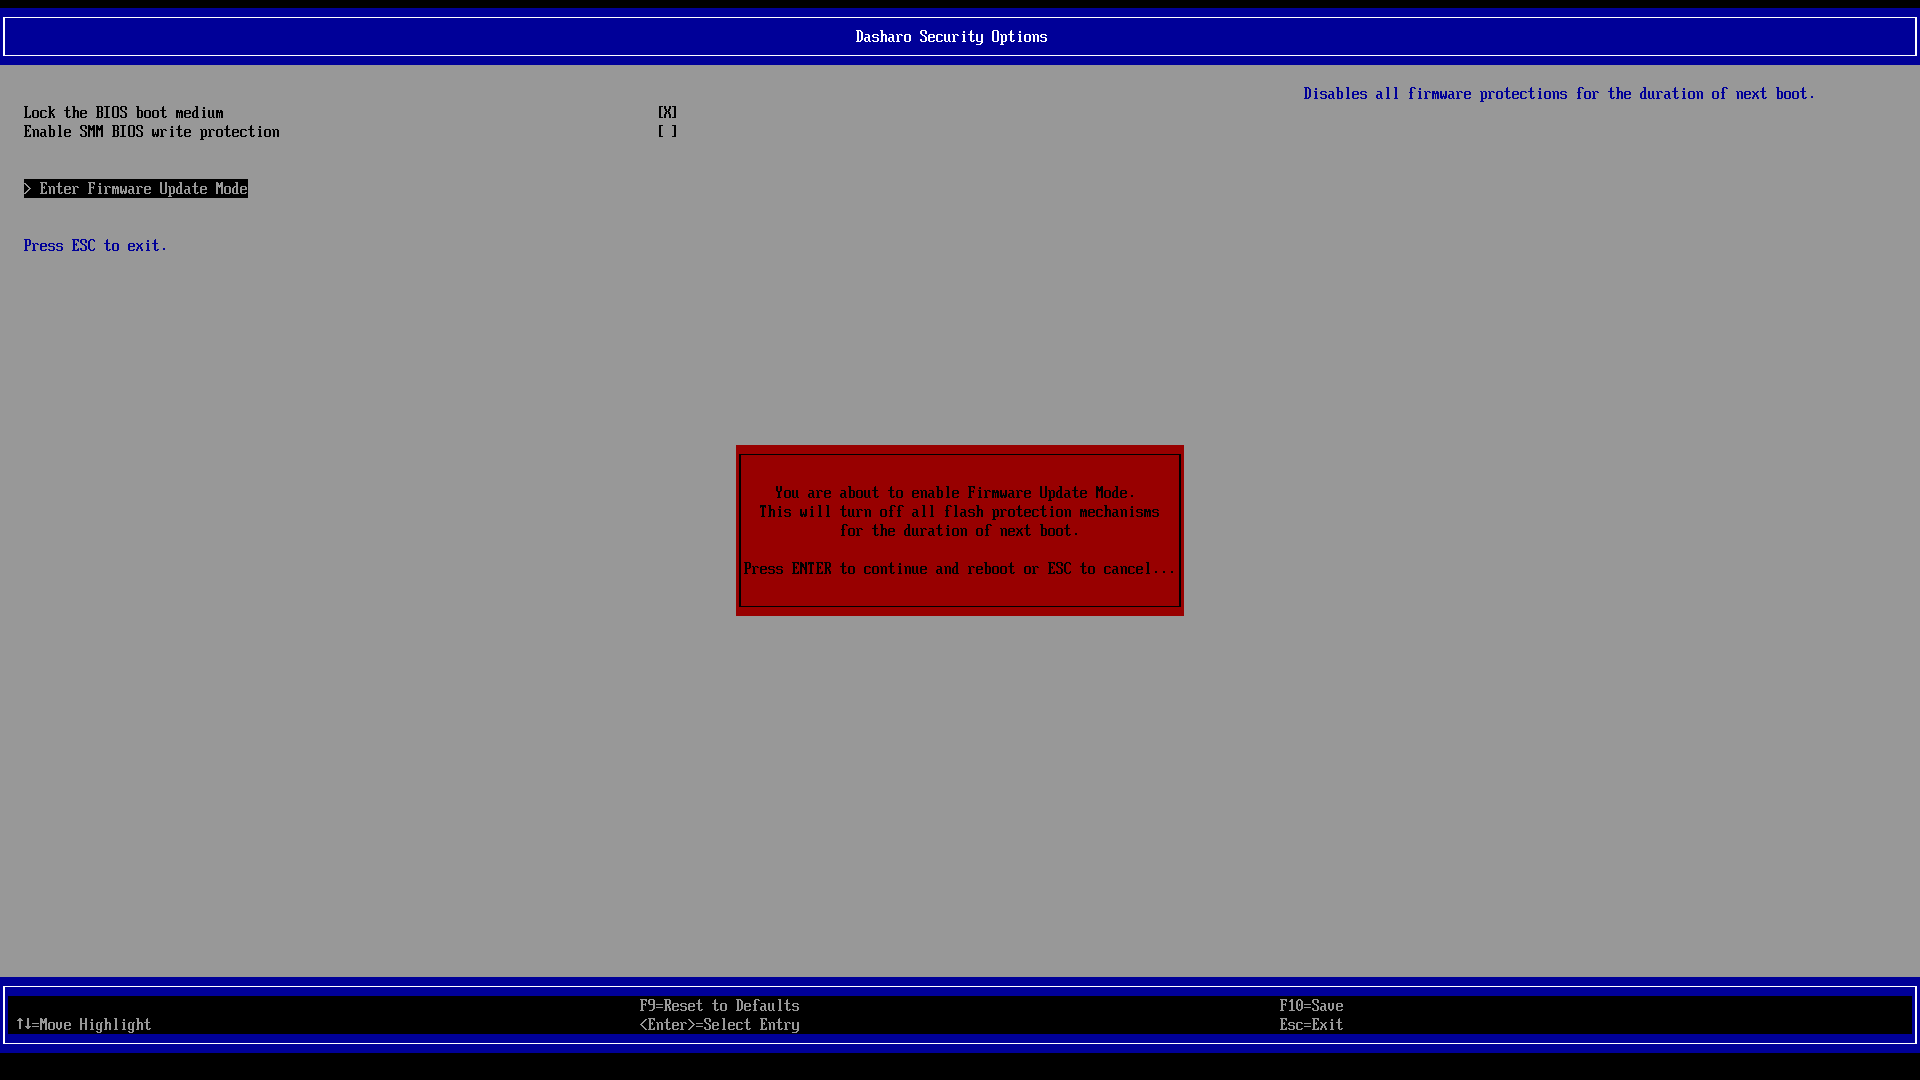 Dasharo Security Options
Lock the BIOS boot medium [X]
Enable SMM BIOS write protection [ ]
> Enter Firmware Update Mode
Press ESC to exit.
Disables all firmware protections for the duration of next boot.
You are about to enable Firmware Update Mode.
This will turn off all flash protection mechanisms
for the duration of next boot.
Press ENTER to continue and reboot or ESC to cancel...
F9=Reset to Defaults F10=Save
↑↓=Move Highlight <Enter>=Select Entry Esc=Exit